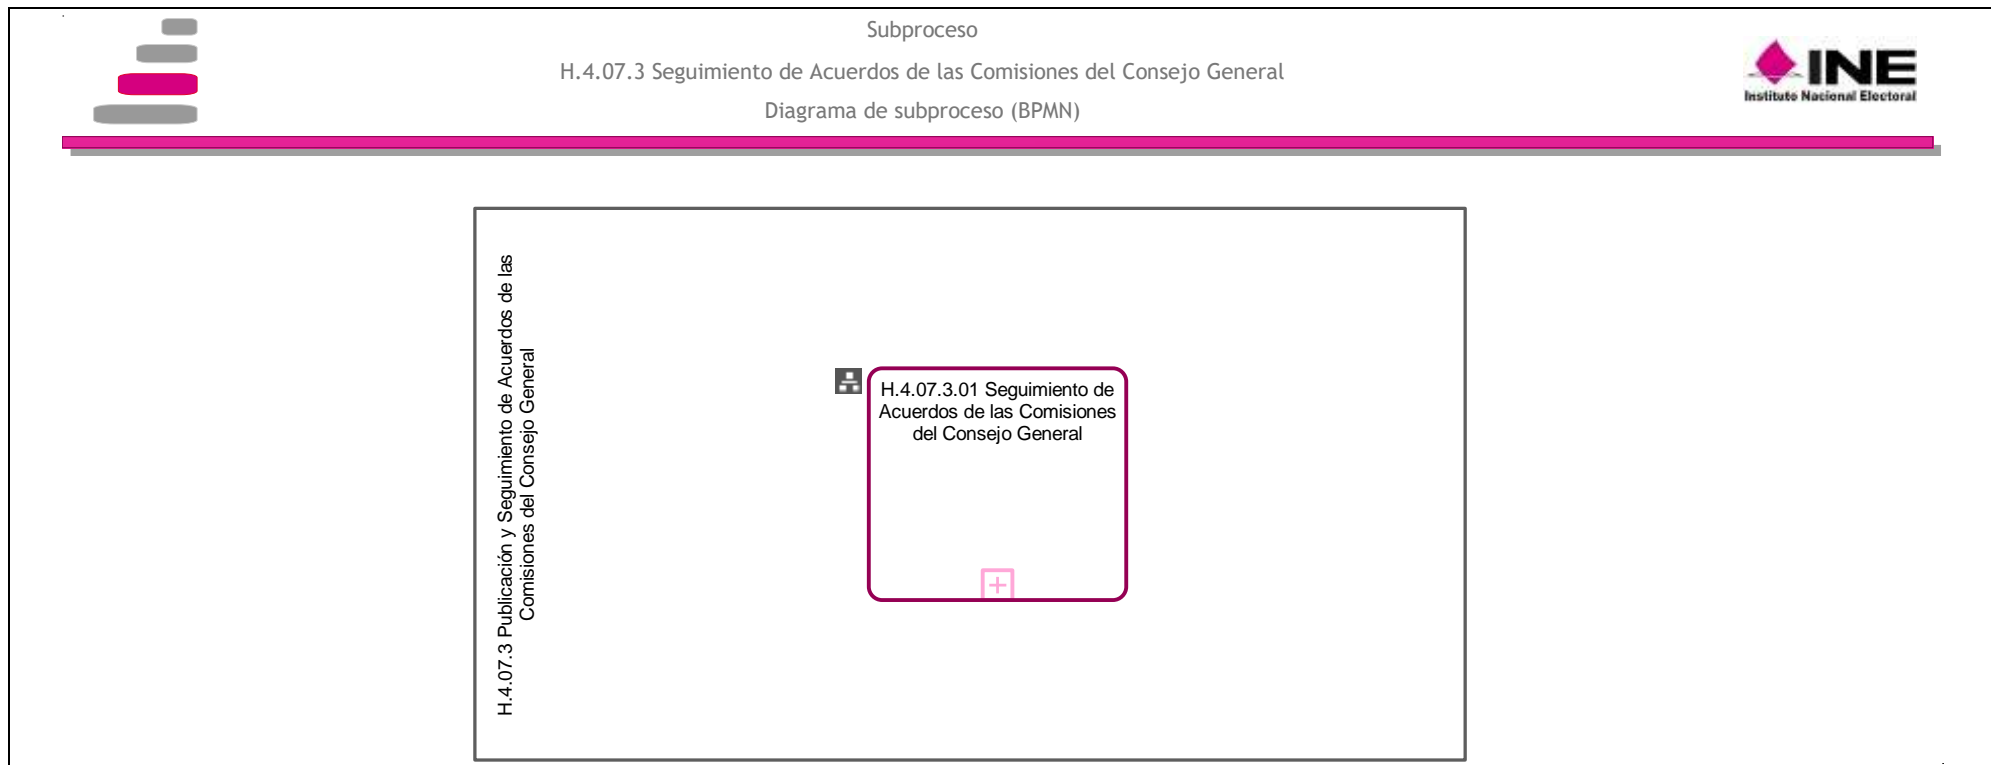 Subproceso
H.4.07.3 Seguimiento de Acuerdos de las Comisiones del Consejo General
Diagrama de subproceso (BPMN)
INE
Instituto Nacional Electoral
H.4.07.3 Publicación y Seguimiento de Acuerdos de las
Comisiones del Consejo General
H.4.07.3.01 Seguimiento de
Acuerdos de las Comisiones
del Consejo General